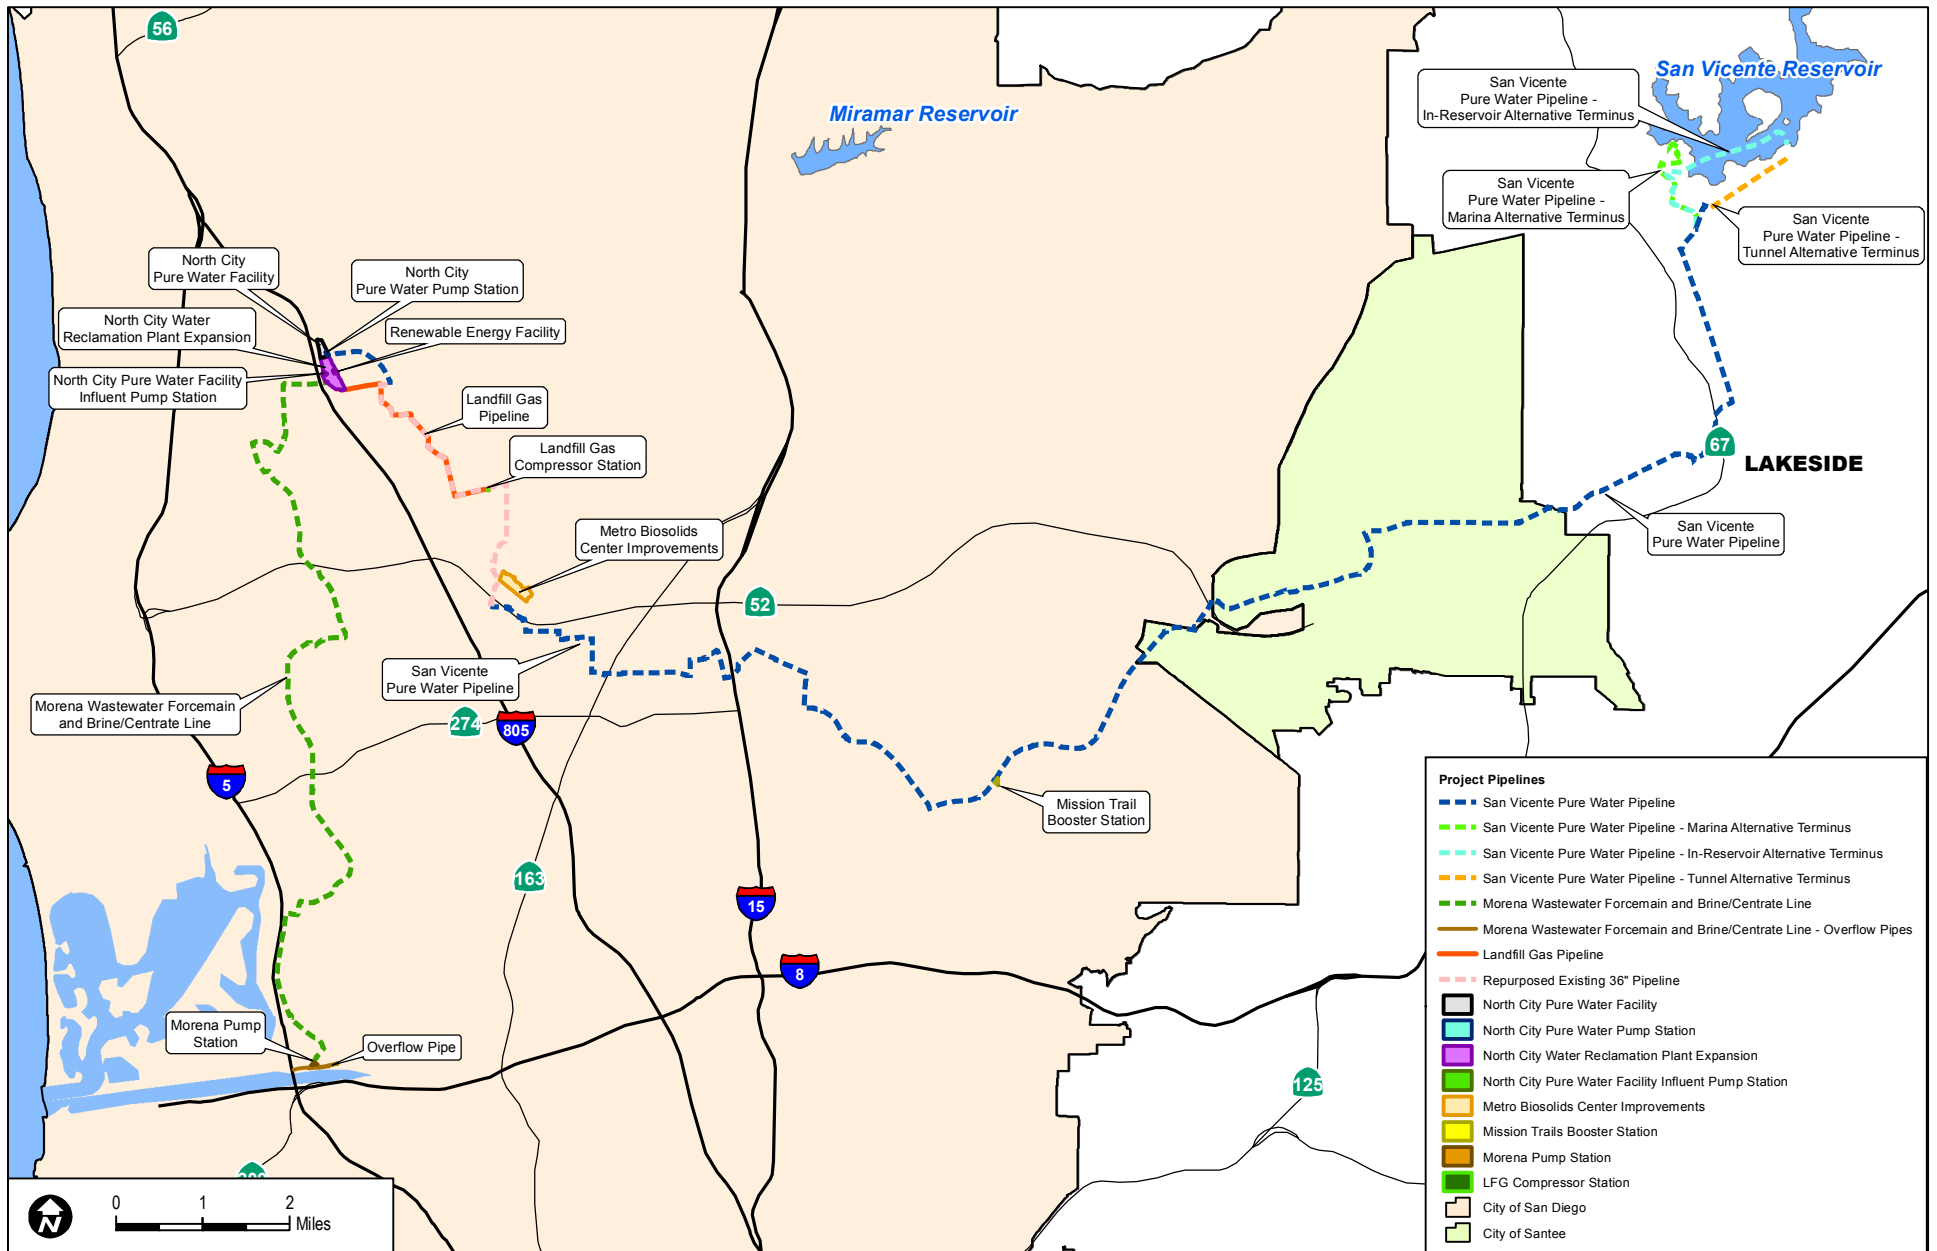 56
San Vicente Reservoir
San Vicente
Pure Water Pipeline -
In-Reservoir Alternative Terminus
Miramar Reservoir
San Vicente
Pure Water Pipeline -
Marina Alternative Terminus
San Vicente
Pure Water Pipeline -
Tunnel Alternative Terminus
North City
Pure Water Facility
North City
Pure Water Pump Station
North City Water
Reclamation Plant Expansion
Renewable Energy Facility
North City Pure Water Facility
Influent Pump Station
Landfill Gas
Pipeline
Landfill Gas
Compressor Station
67
LAKESIDE
Metro Biosolids
Center Improvements
San Vicente
Pure Water Pipeline
52
San Vicente
Pure Water Pipeline
Morena Wastewater Forcemain
and Brine/Centrate Line
274
805
5
Mission Trail
Booster Station
163
15
8
Morena Pump
Station
Overflow Pipe
125
N
0 1 2
Miles
Project Pipelines
San Vicente Pure Water Pipeline
San Vicente Pure Water Pipeline - Marina Alternative Terminus
San Vicente Pure Water Pipeline - In-Reservoir Alternative Terminus
San Vicente Pure Water Pipeline - Tunnel Alternative Terminus
Morena Wastewater Forcemain and Brine/Centrate Line
Morena Wastewater Forcemain and Brine/Centrate Line - Overflow Pipes
Landfill Gas Pipeline
Repurposed Existing 36" Pipeline
North City Pure Water Facility
North City Pure Water Pump Station
North City Water Reclamation Plant Expansion
North City Pure Water Facility Influent Pump Station
Metro Biosolids Center Improvements
Mission Trails Booster Station
Morena Pump Station
LFG Compressor Station
City of San Diego
City of Santee